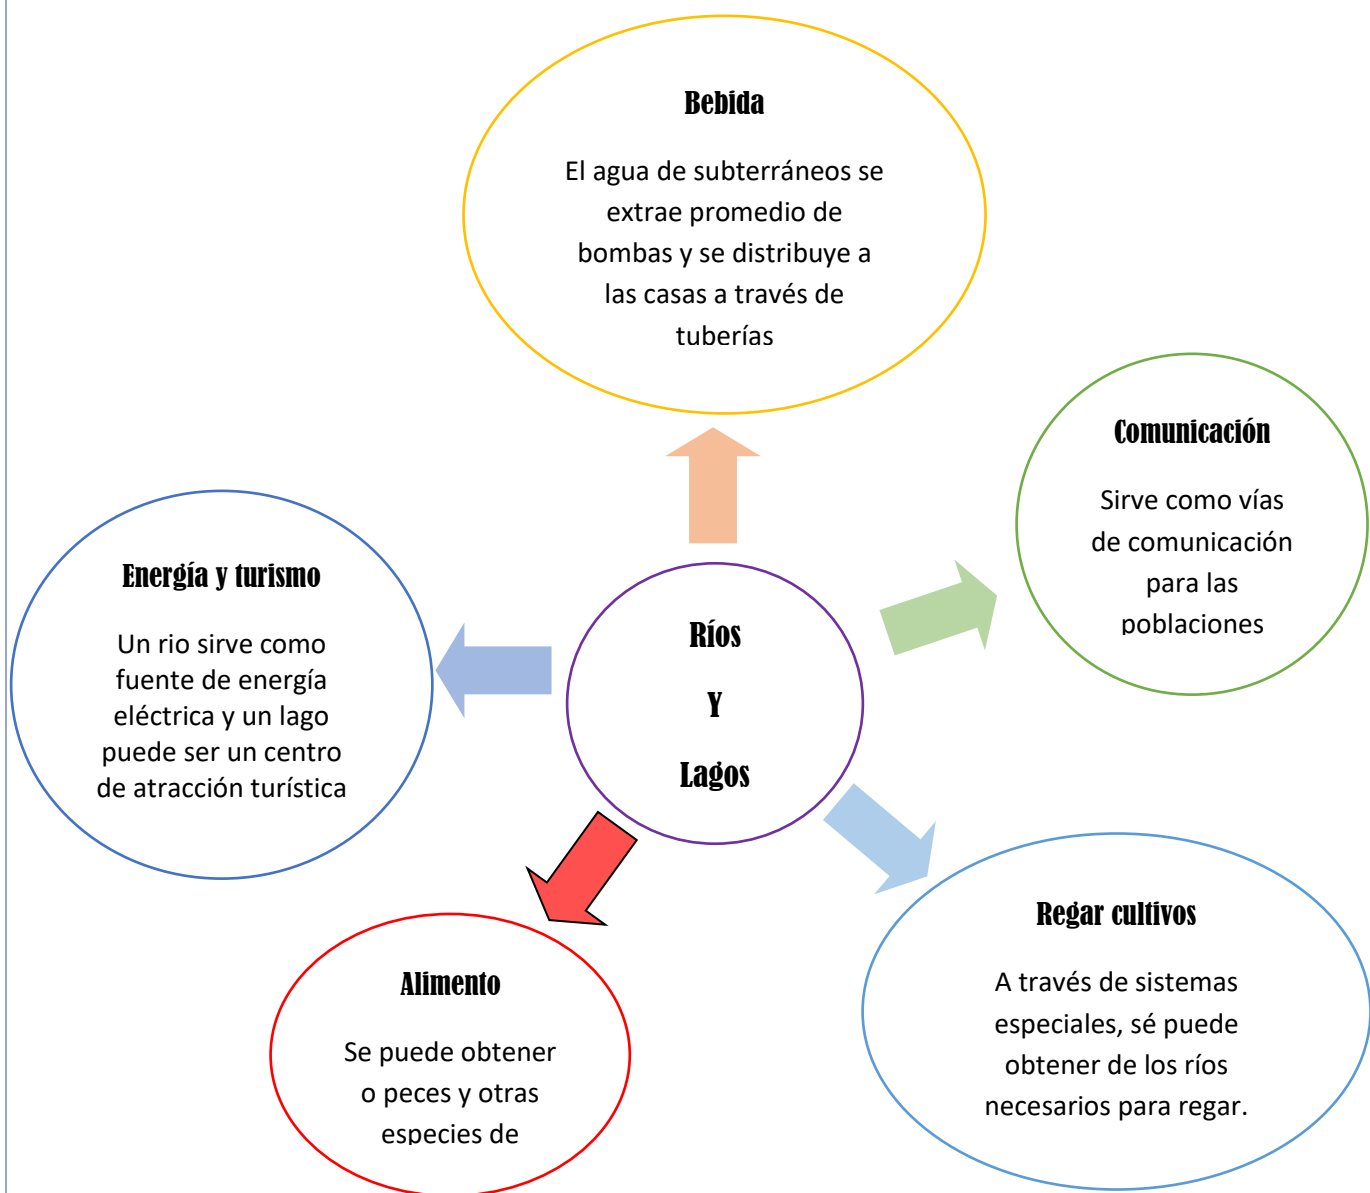 Bebida
El agua de subterráneos se
extrae promedio de
bombas y se distribuye a
las casas a través de
tuberías
Comunicación
Sirve como vías
de comunicación
para las
poblaciones
Energía y turismo
Un rio sirve como
fuente de energía
eléctrica y un lago
puede ser un centro
de atracción turística
Ríos
Y
Lagos
Regar cultivos
A través de sistemas
especiales, sé puede
obtener de los ríos
necesarios para regar.
Alimento
Se puede obtener
o peces y otras
especies de